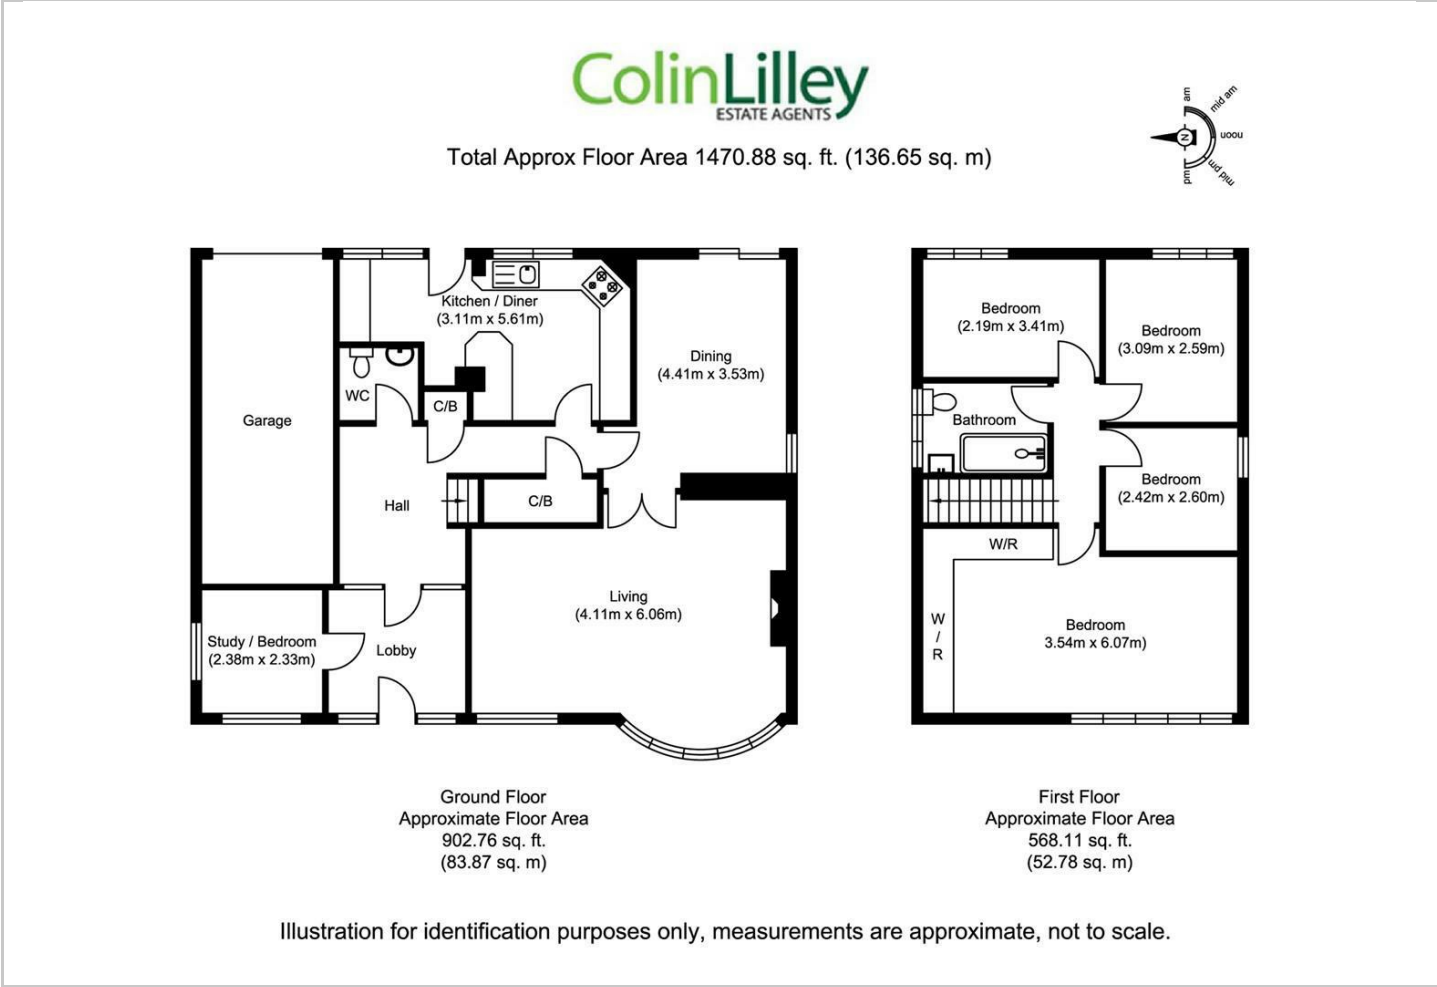 ColinLilley
ESTATE AGENTS
Total Approx Floor Area 1470.88 sq. ft. (136.65 sq. m)
am
mid am
noon
mid pm
pm
N
Kitchen / Diner
(3.11m x 5.61m)
Dining
(4.41m x 3.53m)
WC
C/B
Garage
Hall
C/B
Living
(4.11m x 6.06m)
Study / Bedroom
(2.38m x 2.33m)
Lobby
Bedroom
(2.19m x 3.41m)
Bedroom
(3.09m x 2.59m)
Bathroom
Bedroom
(2.42m x 2.60m)
W/R
W
/
R
Bedroom
3.54m x 6.07m)
Ground Floor
Approximate Floor Area
902.76 sq. ft.
(83.87 sq. m)
First Floor
Approximate Floor Area
568.11 sq. ft.
(52.78 sq. m)
Illustration for identification purposes only, measurements are approximate, not to scale.